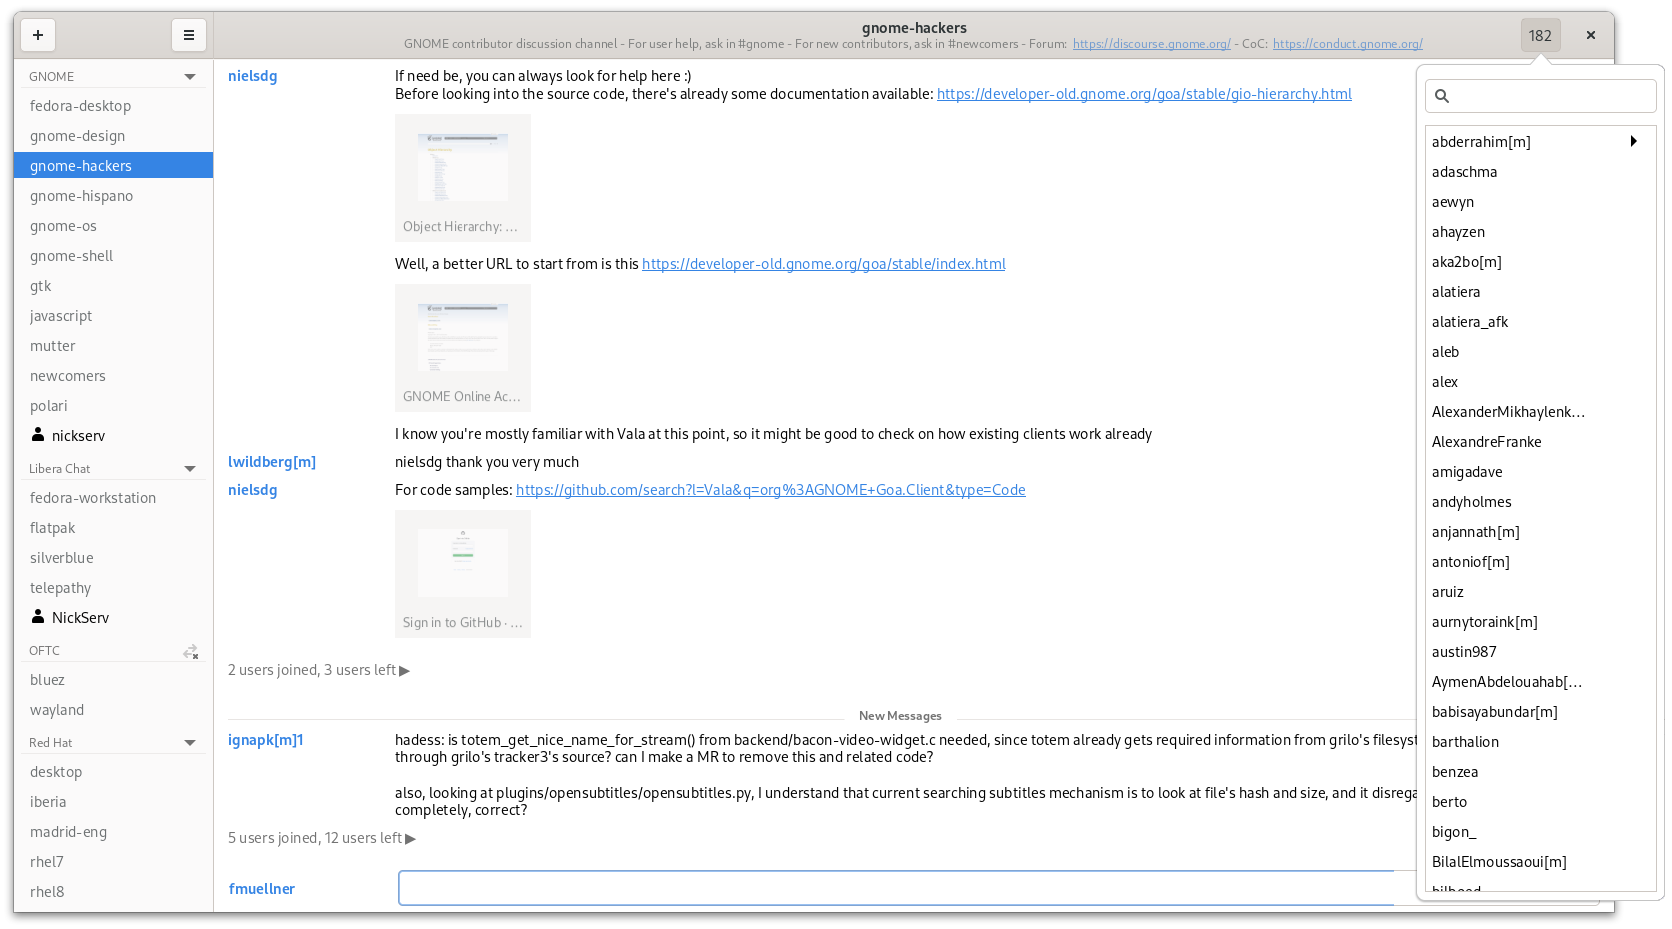 gnome-hackers
GNOME contributor discussion channel - For user help, ask in #gnome - For new contributors, ask in #newcomers - Forum: https://discourse.gnome.org/ - CoC: https://conduct.gnome.org/
182
GNOME
fedora-desktop
gnome-design
gnome-hackers
gnome-hispano
gnome-os
gnome-shell
gtk
javascript
mutter
newcomers
polari
nickserv
Libera Chat
fedora-workstation
flatpak
silverblue
telepathy
NickServ
OFTC
bluez
wayland
Red Hat
desktop
iberia
madrid-eng
rhel7
rhel8
nielsdg
If need be, you can always look for help here :)
Before looking into the source code, there's already some documentation available: https://developer-old.gnome.org/goa/stable/gio-hierarchy.html
Object Hierarchy: …
Well, a better URL to start from is this https://developer-old.gnome.org/goa/stable/index.html
GNOME Online Ac…
I know you're mostly familiar with Vala at this point, so it might be good to check on how existing clients work already
lwildberg[m] nielsdg thank you very much
nielsdg For code samples: https://github.com/search?l=Vala&q=org%3AGNOME+Goa.Client&type=Code
Sign in to GitHub · …
2 users joined, 3 users left ▶
New Messages
ignapk[m]1 hadess: is totem_get_nice_name_for_stream() from backend/bacon-video-widget.c needed, since totem already gets required information from grilo's filesyst
through grilo's tracker3's source? can I make a MR to remove this and related code?
also, looking at plugins/opensubtitles/opensubtitles.py, I understand that current searching subtitles mechanism is to look at file's hash and size, and it disrega
completely, correct?
5 users joined, 12 users left ▶
fmuellner
abderrahim[m]
adaschma
aewyn
ahayzen
aka2bo[m]
alatiera
alatiera_afk
aleb
alex
AlexanderMikhaylenk…
AlexandreFranke
amigadave
andyholmes
anjannath[m]
antoniof[m]
aruiz
aurnytoraink[m]
austin987
AymenAbdelouahab[…
babisayabundar[m]
barthalion
benzea
berto
bigon_
BilalElmoussaoui[m]